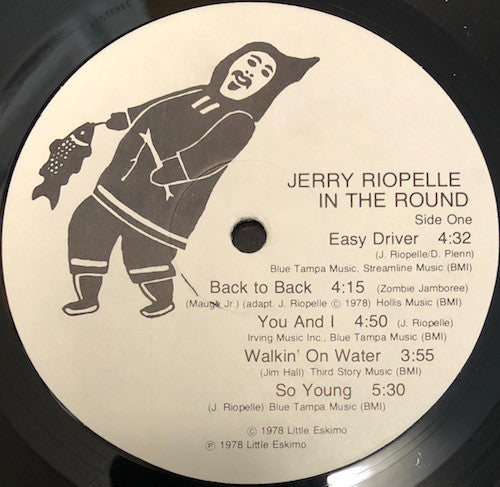 JERRY RIOPELLE
IN THE ROUND
Side One
Easy Driver 4:32
(J. Riopelle/D. Plenn)
Blue Tampa Music, Streamline Music (BMI)
Back to Back 4:15 (Zombie Jamboree)
(Mauge Jr.) (adapt. J. Riopelle © 1978) Hollis Music (BMI)
You And I 4:50 (J. Riopelle)
Irving Music Inc., Blue Tampa Music (BMI)
Walkin' On Water 3:55
(Jim Hall) Third Story Music (BMI)
So Young 5:30
(J. Riopelle) Blue Tampa Music (BMI)
© 1978 Little Eskimo
℗ 1978 Little Eskimo